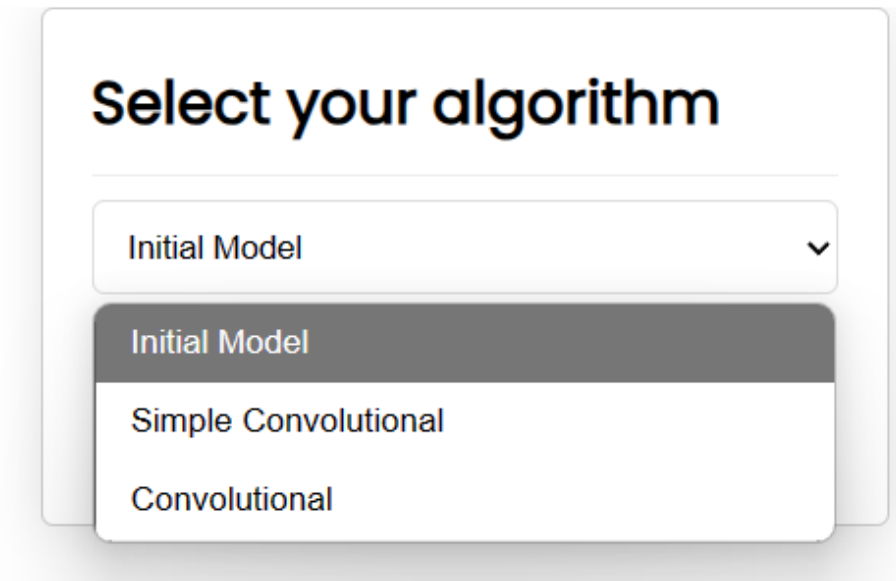 Select your algorithm
Initial Model
Initial Model
Simple Convolutional
Convolutional